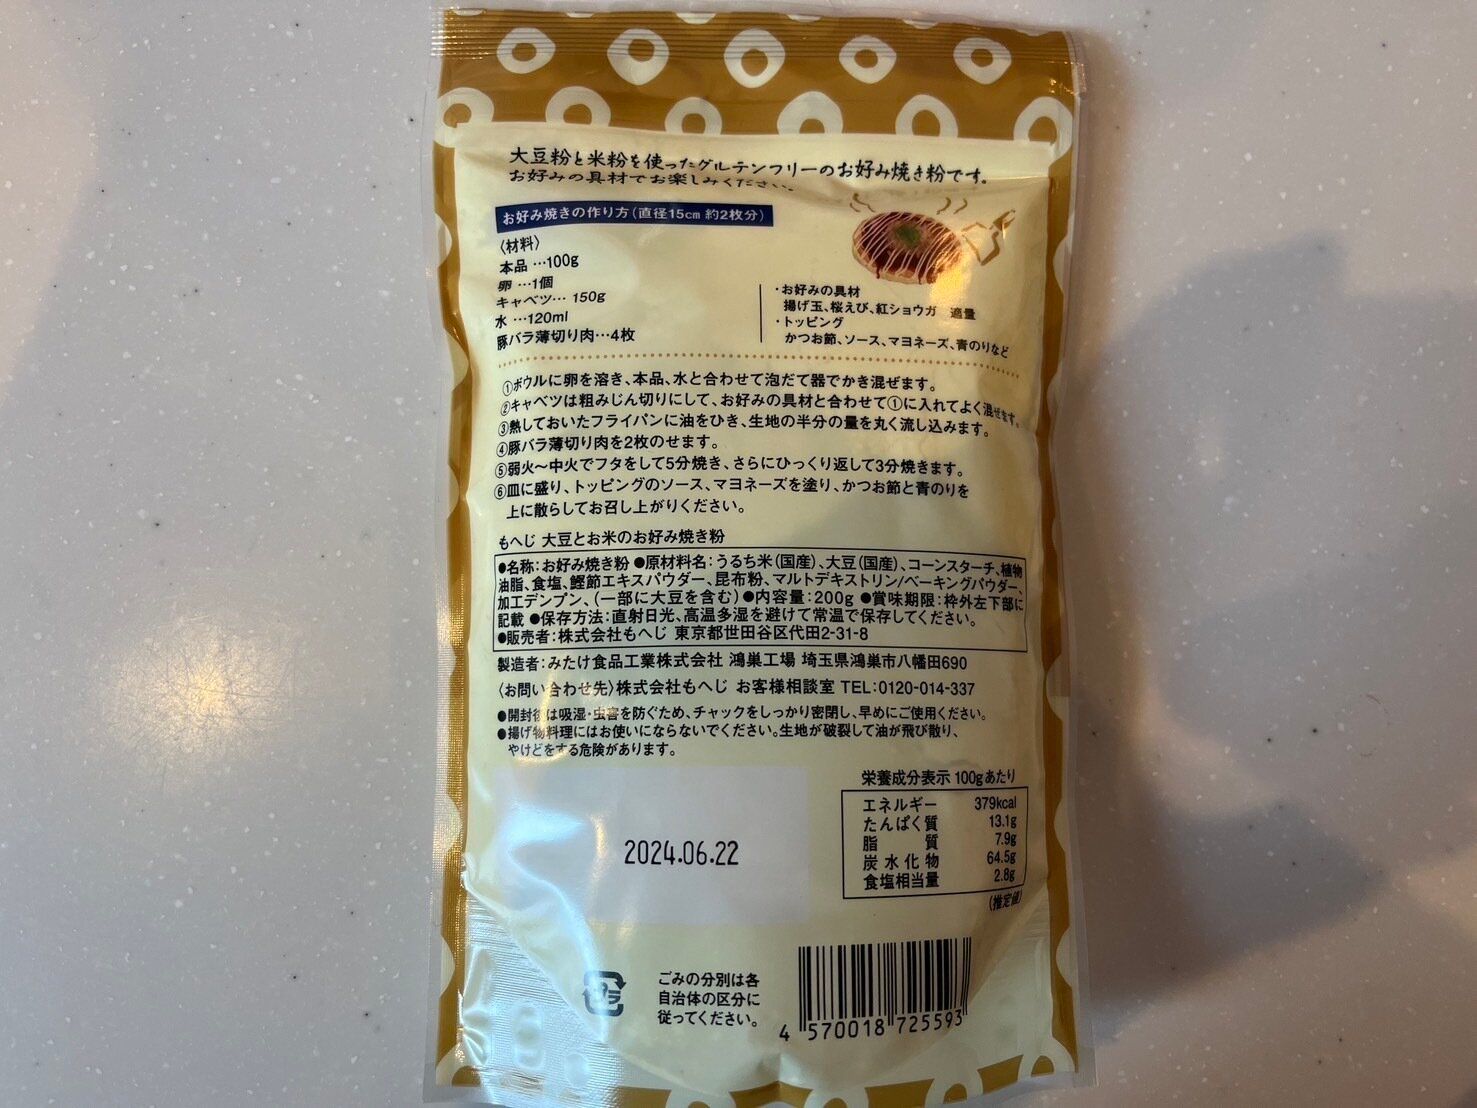 大豆粉と米粉を使ったグルテンフリーのお好み焼き粉です。
お好みの具材でお楽しみください。
お好み焼きの作り方(直径15cm 約2枚分)
〈材料〉
本品…100g
卵…1個
キャベツ…150g
水…120ml
豚バラ薄切り肉…4枚
・お好みの具材
揚げ玉、桜えび、紅ショウガ 適量
・トッピング
かつお節、ソース、マヨネーズ、青のりなど
①ボウルに卵を溶き、本品、水と合わせて泡だて器でかき混ぜます。
②キャベツは粗みじん切りにして、お好みの具材と合わせて①に入れてよく混ぜます。
③熱しておいたフライパンに油をひき、生地の半分の量を丸く流し込みます。
④豚バラ薄切り肉を2枚のせます。
⑤弱火～中火でフタをして5分焼き、さらにひっくり返して3分焼きます。
⑥皿に盛り、トッピングのソース、マヨネーズを塗り、かつお節と青のりを
上に散らしてお召し上がりください。
もへじ 大豆とお米のお好み焼き粉
●名称:お好み焼き粉 ●原材料名:うるち米(国産)、大豆(国産)、コーンスターチ、植物
油脂、食塩、鰹節エキスパウダー、昆布粉、マルトデキストリン/ベーキングパウダー、
加工デンプン、(一部に大豆を含む) ●内容量:200g ●賞味期限:枠外左下部に
記載 ●保存方法:直射日光、高温多湿を避けて常温で保存してください。
●販売者:株式会社もへじ 東京都世田谷区代田2-31-8
製造者:みたけ食品工業株式会社 鴻巣工場 埼玉県鴻巣市八幡田690
〈お問い合わせ先〉株式会社もへじ お客様相談室 TEL:0120-014-337
●開封後は吸湿・虫害を防ぐため、チャックをしっかり密閉し、早めにご使用ください。
●揚げ物料理にはお使いにならないでください。生地が破裂して油が飛び散り、
やけどをする危険があります。
栄養成分表示 100gあたり
エネルギー 379kcal
たんぱく質 13.1g
脂質 7.9g
炭水化物 64.5g
食塩相当量 2.8g
(推定値)
2024.06.22
プラ
ごみの分別は各
自治体の区分に
従ってください。
4 570018 725593